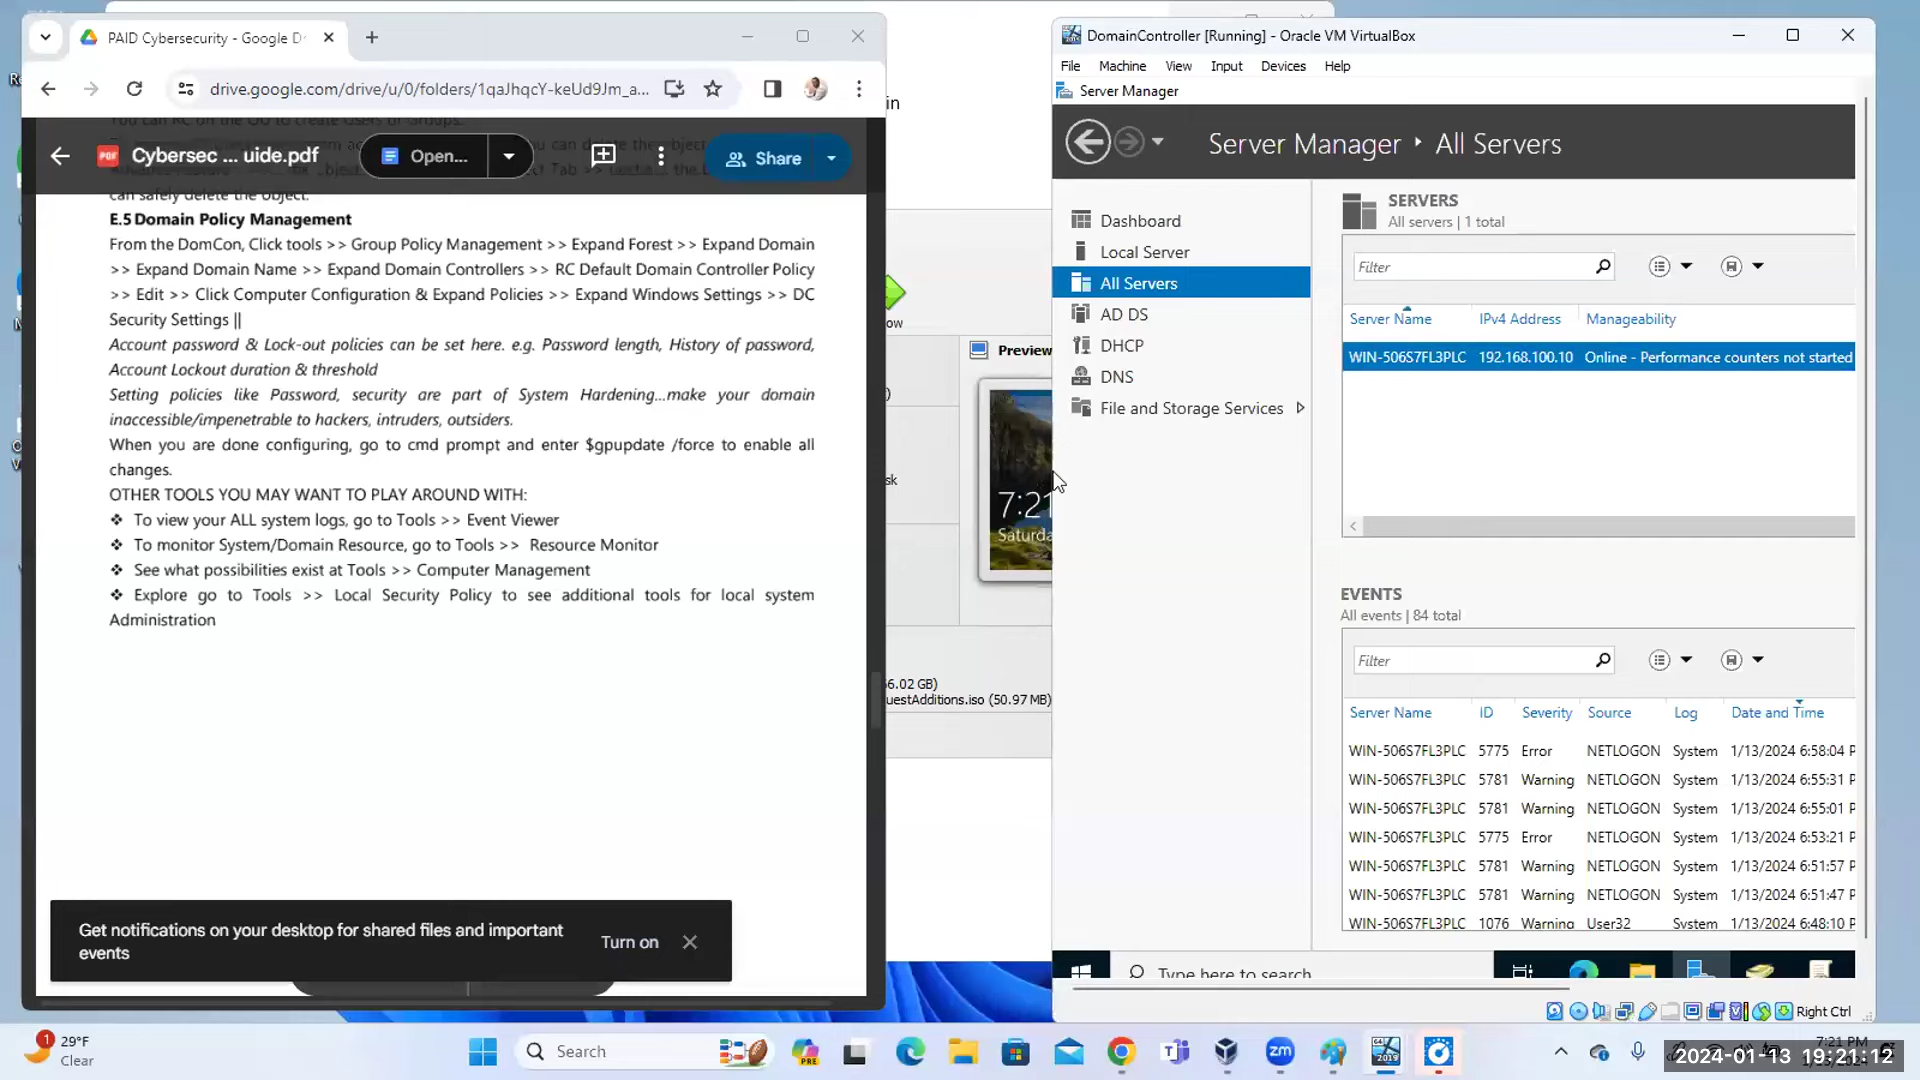 PAID Cybersecurity - Google D
drive.google.com/drive/u/0/folders/1qaJhqcY-keUd9Jm_a...
Cybersec ... uide.pdf
Open...
Share
can safely delete the object.
E.5 Domain Policy Management
From the DomCon, Click tools >> Group Policy Management >> Expand Forest >> Expand Domain
>> Expand Domain Name >> Expand Domain Controllers >> RC Default Domain Controller Policy
>> Edit >> Click Computer Configuration & Expand Policies >> Expand Windows Settings >> DC
Security Settings ||
Account password & Lock-out policies can be set here. e.g. Password length, History of password,
Account Lockout duration & threshold
Setting policies like Password, security are part of System Hardening...make your domain
inaccessible/impenetrable to hackers, intruders, outsiders.
When you are done configuring, go to cmd prompt and enter $gpupdate /force to enable all
changes.
OTHER TOOLS YOU MAY WANT TO PLAY AROUND WITH:
❖ To view your ALL system logs, go to Tools >> Event Viewer
❖ To monitor System/Domain Resource, go to Tools >> Resource Monitor
❖ See what possibilities exist at Tools >> Computer Management
❖ Explore go to Tools >> Local Security Policy to see additional tools for local system
Administration
Get notifications on your desktop for shared files and important
events
Turn on
in
ow
Preview
7:21
Saturda
sk
6.02 GB)
uestAdditions.iso (50.97 MB)
DomainController [Running] - Oracle VM VirtualBox
File Machine View Input Devices Help
Server Manager
Server Manager ‣ All Servers
Dashboard
Local Server
All Servers
AD DS
DHCP
DNS
File and Storage Services
SERVERS
All servers | 1 total
Filter
Server Name IPv4 Address Manageability
WIN-506S7FL3PLC 192.168.100.10 Online - Performance counters not started
EVENTS
All events | 84 total
Filter
Server Name ID Severity Source Log Date and Time
WIN-506S7FL3PLC 5775 Error NETLOGON System 1/13/2024 6:58:04 P
WIN-506S7FL3PLC 5781 Warning NETLOGON System 1/13/2024 6:55:31 P
WIN-506S7FL3PLC 5781 Warning NETLOGON System 1/13/2024 6:55:01 P
WIN-506S7FL3PLC 5775 Error NETLOGON System 1/13/2024 6:53:21 P
WIN-506S7FL3PLC 5781 Warning NETLOGON System 1/13/2024 6:51:57 P
WIN-506S7FL3PLC 5781 Warning NETLOGON System 1/13/2024 6:51:47 P
WIN-506S7FL3PLC 1076 Warning User32 System 1/13/2024 6:48:10 P
Type here to search
Right Ctrl
1
29°F
Clear
Search
PRE
zm
2019
7:21 PM
2024-01-13 19:21:12